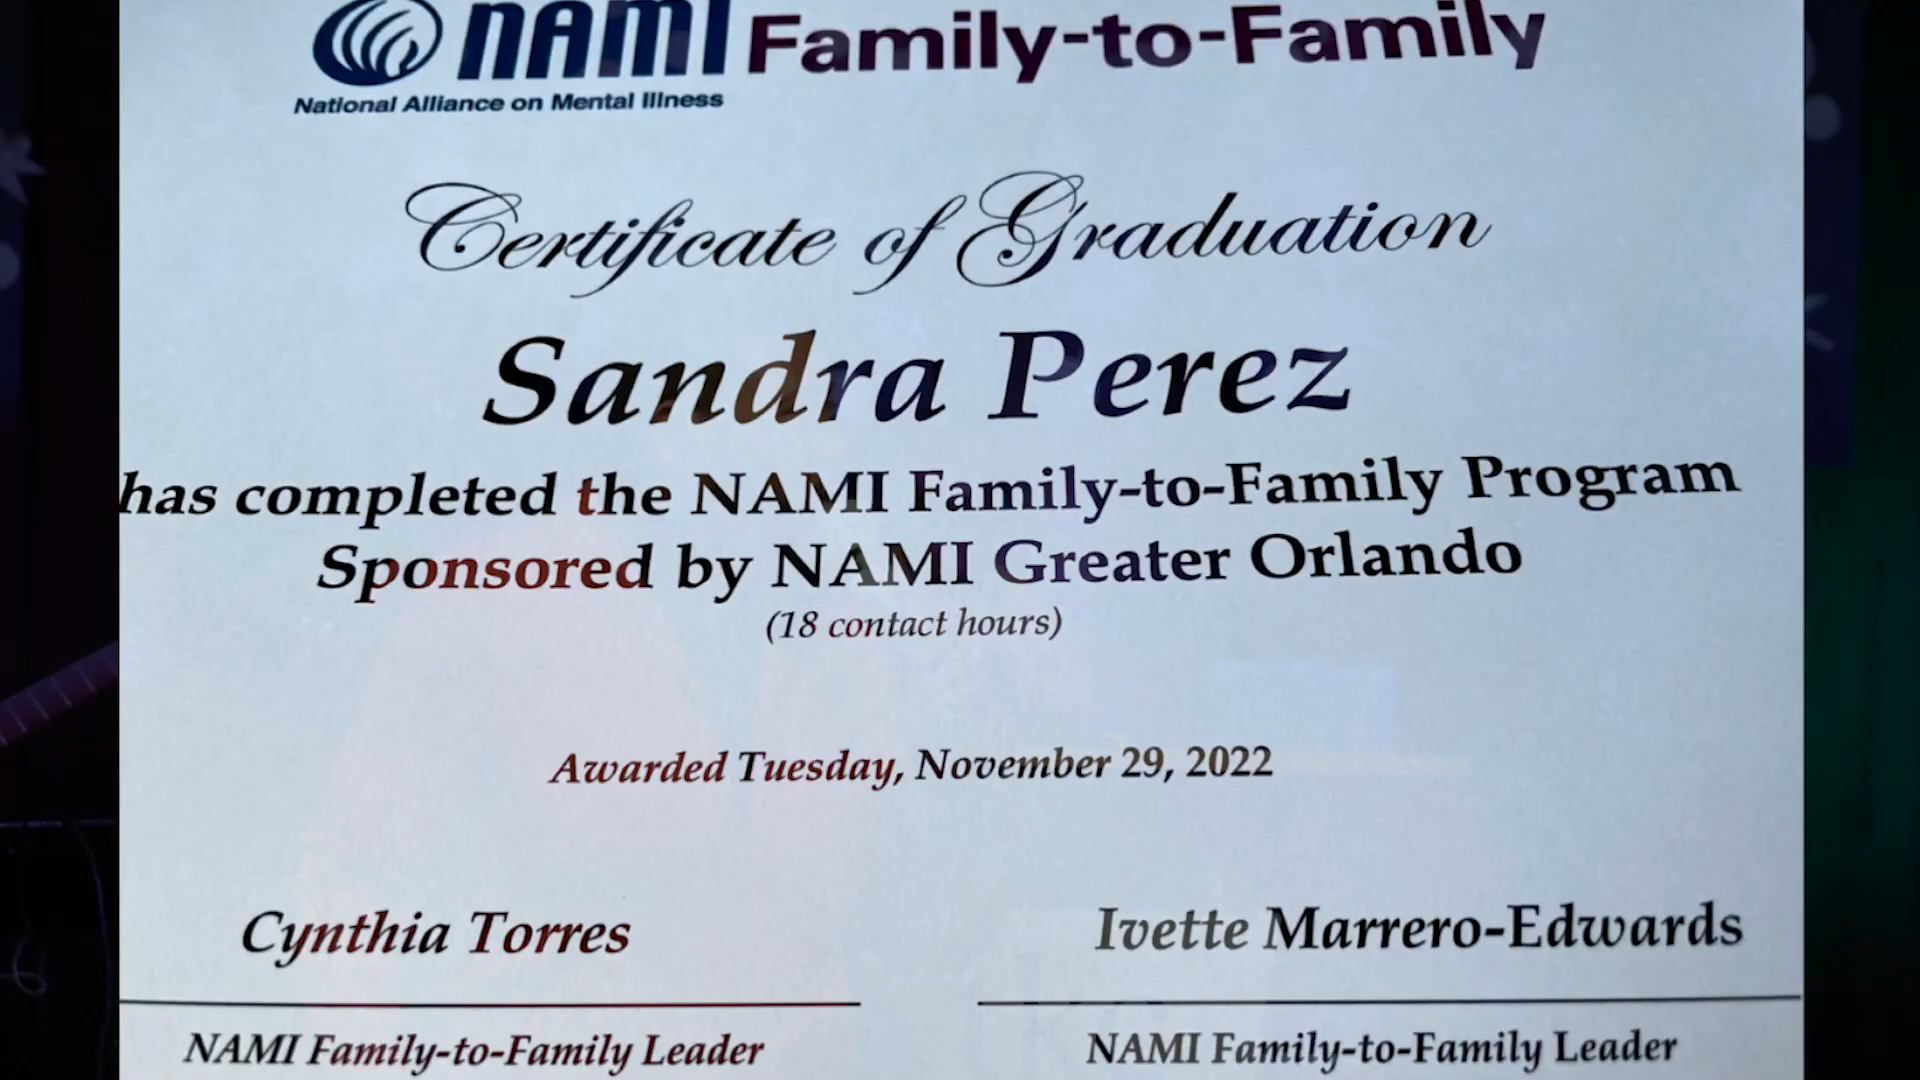 NAMI Family-to-Family
National Alliance on Mental Illness
Certificate of Graduation
Sandra Perez
has completed the NAMI Family-to-Family Program
Sponsored by NAMI Greater Orlando
(18 contact hours)
Awarded Tuesday, November 29, 2022
Cynthia Torres
Ivette Marrero-Edwards
NAMI Family-to-Family Leader
NAMI Family-to-Family Leader